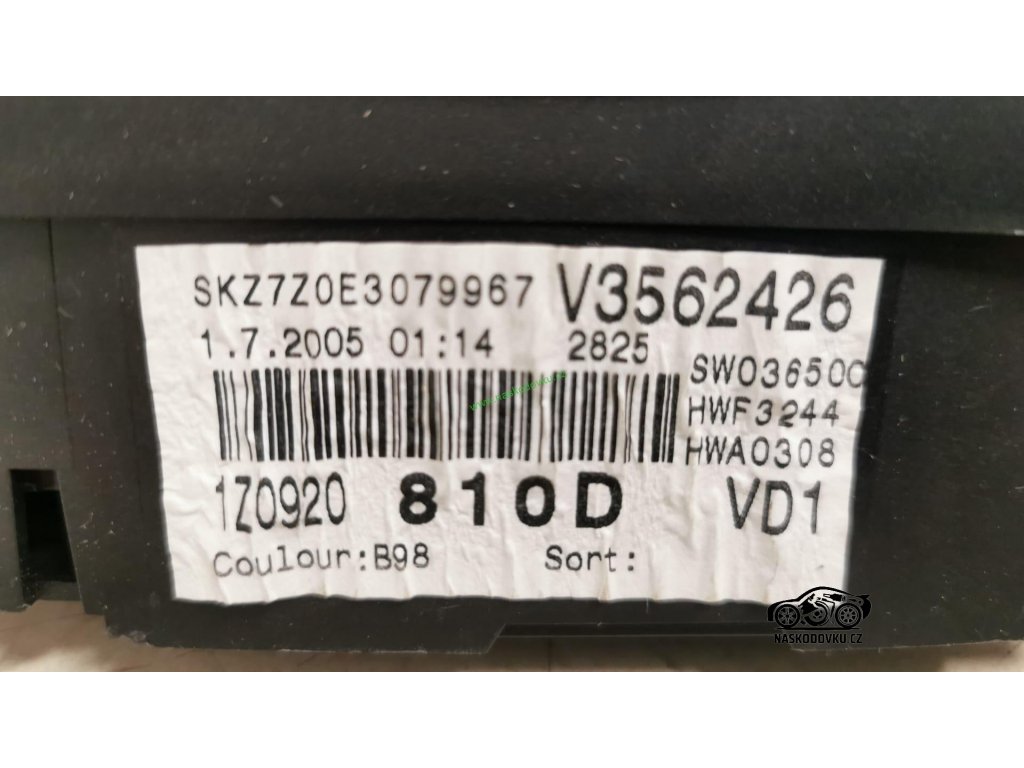 SKZ7Z0E3079967 V3562426
1.7.2005 01:14 2825
SW03650C
HWF3244
HWA0308
1Z0920 810D VD1
Coulour:B98 Sort:
NASKODOVKU.CZ